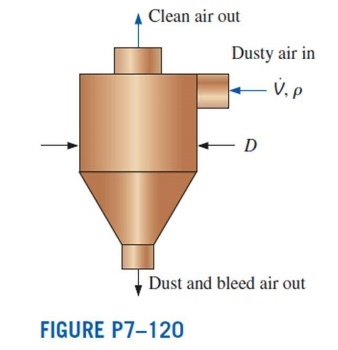 Clean air out
Dusty air in
V̇, ρ
D
Dust and bleed air out
FIGURE P7–120